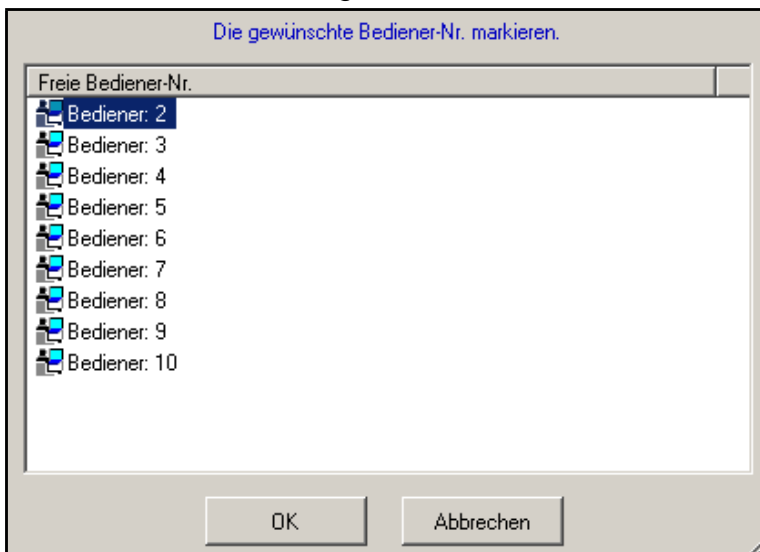 Die gewünschte Bediener-Nr. markieren.
Freie Bediener-Nr.
Bediener: 2
Bediener: 3
Bediener: 4
Bediener: 5
Bediener: 6
Bediener: 7
Bediener: 8
Bediener: 9
Bediener: 10
OK Abbrechen